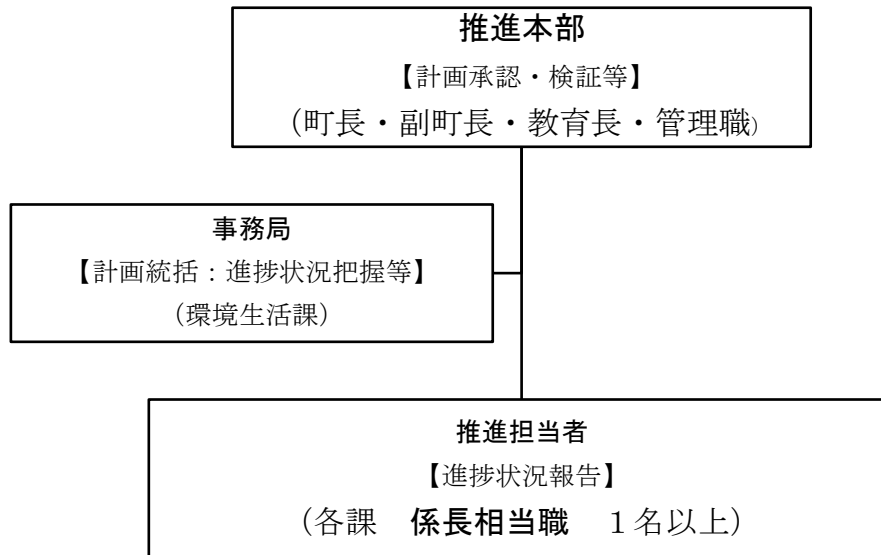 推進本部
【計画承認・検証等】
（町長・副町長・教育長・管理職）
事務局
【計画統括：進捗状況把握等】
（環境生活課）
推進担当者
【進捗状況報告】
（各課　係長相当職　１名以上）